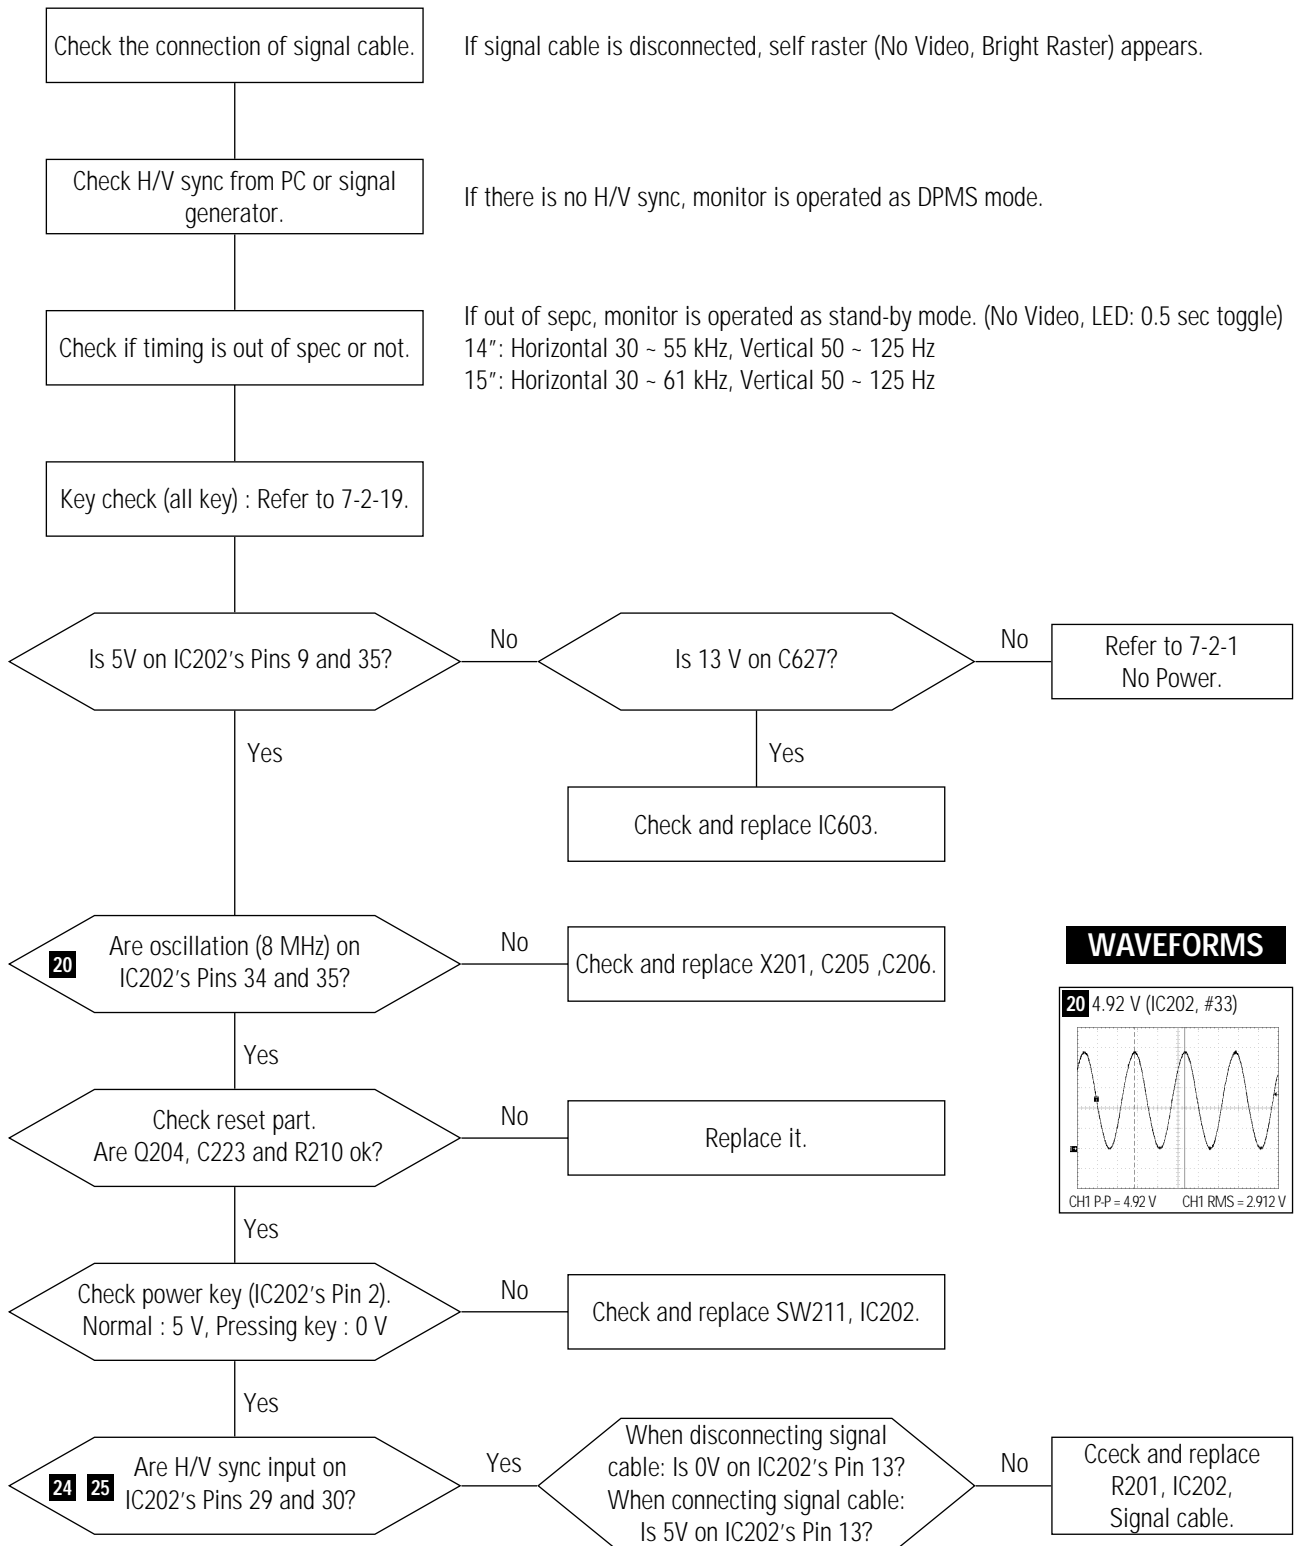 Check the connection of signal cable.
If signal cable is disconnected, self raster (No Video, Bright Raster) appears.
Check H/V sync from PC or signal
generator.
If there is no H/V sync, monitor is operated as DPMS mode.
Check if timing is out of spec or not.
If out of sepc, monitor is operated as stand-by mode. (No Video, LED: 0.5 sec toggle)
14″: Horizontal 30 ~ 55 kHz, Vertical 50 ~ 125 Hz
15″: Horizontal 30 ~ 61 kHz, Vertical 50 ~ 125 Hz
Key check (all key) : Refer to 7-2-19.
Is 5V on IC202's Pins 9 and 35?
No
Is 13 V on C627?
No
Refer to 7-2-1
No Power.
Yes
Yes
Check and replace IC603.
20
Are oscillation (8 MHz) on
IC202's Pins 34 and 35?
No
Check and replace X201, C205 ,C206.
WAVEFORMS
20 4.92 V (IC202, #33)
CH1 P-P = 4.92 V CH1 RMS = 2.912 V
Yes
Check reset part.
Are Q204, C223 and R210 ok?
No
Replace it.
Yes
Check power key (IC202's Pin 2).
Normal : 5 V, Pressing key : 0 V
No
Check and replace SW211, IC202.
Yes
24 25
Are H/V sync input on
IC202's Pins 29 and 30?
Yes
When disconnecting signal
cable: Is 0V on IC202's Pin 13?
When connecting signal cable:
Is 5V on IC202's Pin 13?
No
Cceck and replace
R201, IC202,
Signal cable.